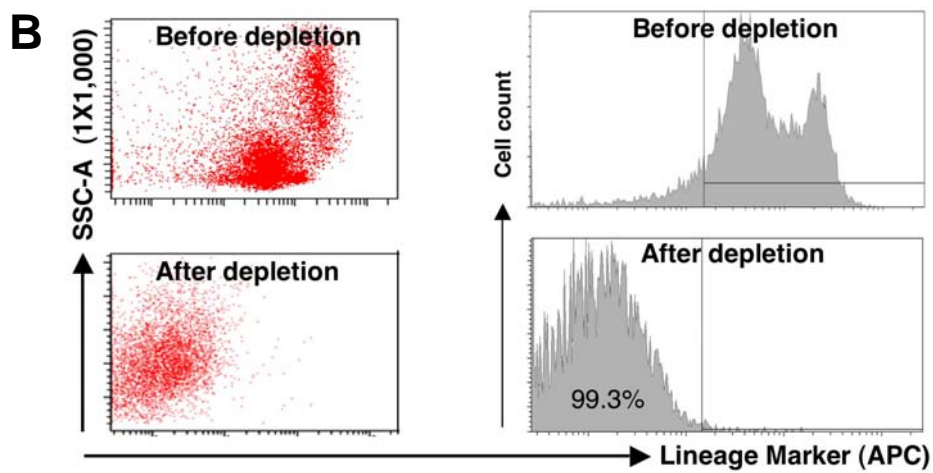 B
Before depletion
Before depletion
SSC-A (1X1,000)
Cell count
After depletion
After depletion
99.3%
Lineage Marker (APC)